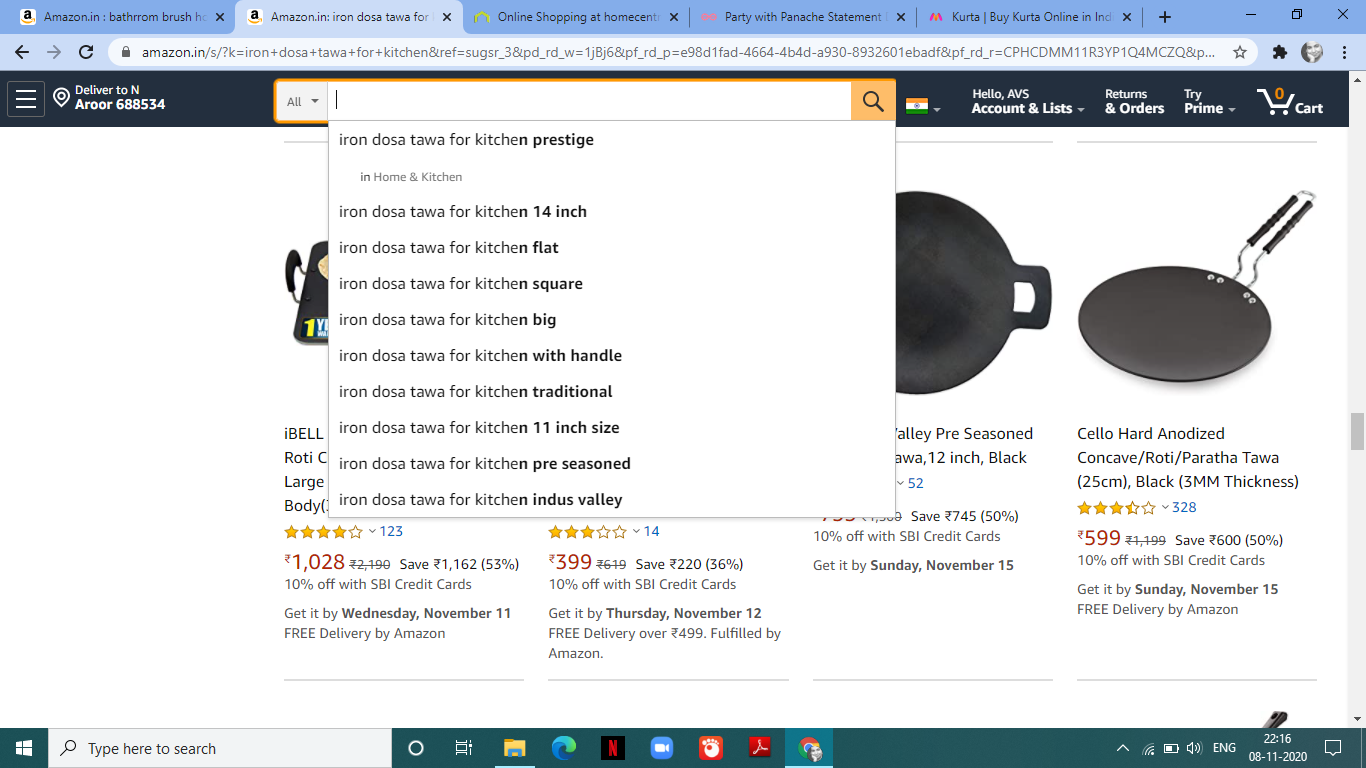 Amazon.in : bathrrom brush ho
Amazon.in: iron dosa tawa for
Online Shopping at homecentr
Party with Panache Statement
Kurta | Buy Kurta Online in Ind
amazon.in/s/?k=iron+dosa+tawa+for+kitchen&ref=sugsr_3&pd_rd_w=1jBj6&pf_rd_p=e98d1fad-4664-4b4d-a930-8932601ebadf&pf_rd_r=CPHCDMM11R3YP1Q4MCZQ&p...
Deliver to N
Aroor 688534
All
Hello, AVS
Account & Lists
Returns
& Orders
Try
Prime
0
Cart
iron dosa tawa for kitchen prestige
in Home & Kitchen
iron dosa tawa for kitchen 14 inch
iron dosa tawa for kitchen flat
iron dosa tawa for kitchen square
iron dosa tawa for kitchen big
iron dosa tawa for kitchen with handle
iron dosa tawa for kitchen traditional
iron dosa tawa for kitchen 11 inch size
iron dosa tawa for kitchen pre seasoned
iron dosa tawa for kitchen indus valley
iBELL
Roti C
Large
Body(
123
₹1,028 ₹2,190 Save ₹1,162 (53%)
10% off with SBI Credit Cards
Get it by Wednesday, November 11
FREE Delivery by Amazon
14
₹399 ₹619 Save ₹220 (36%)
10% off with SBI Credit Cards
Get it by Thursday, November 12
FREE Delivery over ₹499. Fulfilled by
Amazon.
Valley Pre Seasoned
awa,12 inch, Black
52
Save ₹745 (50%)
10% off with SBI Credit Cards
Get it by Sunday, November 15
Cello Hard Anodized
Concave/Roti/Paratha Tawa
(25cm), Black (3MM Thickness)
328
₹599 ₹1,199 Save ₹600 (50%)
10% off with SBI Credit Cards
Get it by Sunday, November 15
FREE Delivery by Amazon
Type here to search
ENG
22:16
08-11-2020